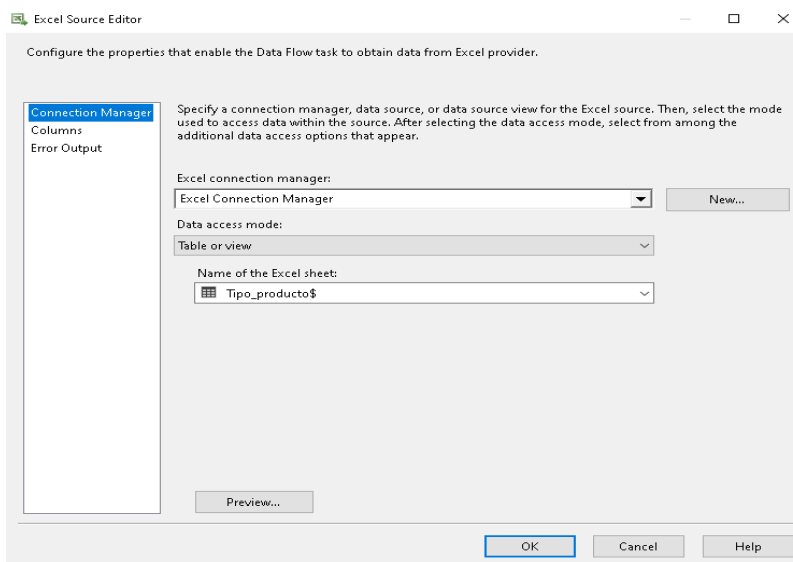 Excel Source Editor
Configure the properties that enable the Data Flow task to obtain data from Excel provider.
Connection Manager
Columns
Error Output
Specify a connection manager, data source, or data source view for the Excel source. Then, select the mode
used to access data within the source. After selecting the data access mode, select from among the
additional data access options that appear.
Excel connection manager:
Excel Connection Manager
New...
Data access mode:
Table or view
Name of the Excel sheet:
Tipo_producto$
Preview...
OK
Cancel
Help